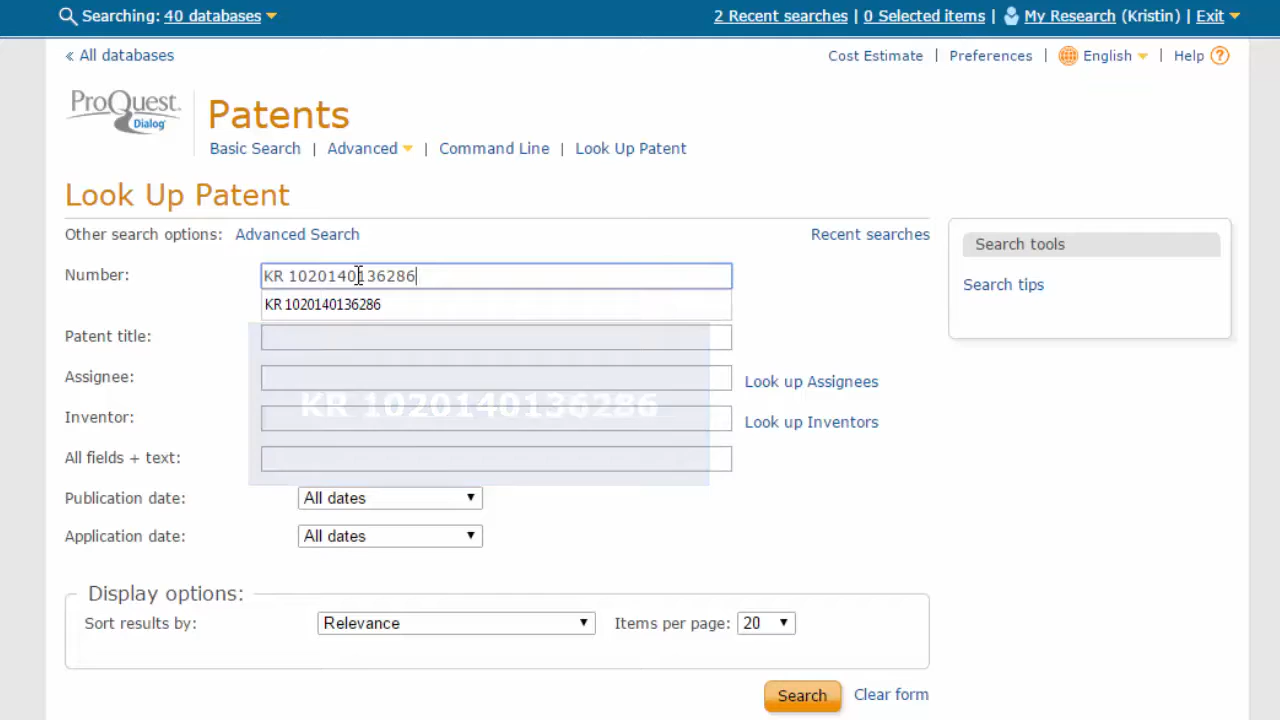 Searching: 40 databases
2 Recent searches | 0 Selected items | My Research (Kristin) | Exit
« All databases
Cost Estimate | Preferences | English | Help ?
ProQuest
Dialog
Patents
Basic Search | Advanced | Command Line | Look Up Patent
Look Up Patent
Other search options: Advanced Search
Recent searches
Search tools
Search tips
Number: KR 1020140136286
KR 1020140136286
Patent title:
Assignee:
Look up Assignees
KR 1020140136286
Inventor:
Look up Inventors
All fields + text:
Publication date: All dates
Application date: All dates
Display options:
Sort results by: Relevance Items per page: 20
Search Clear form